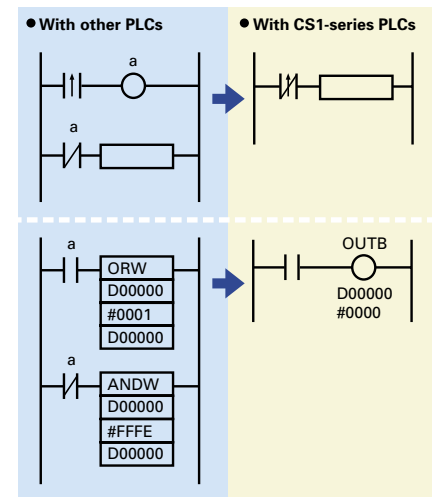 ● With other PLCs
● With CS1-series PLCs
a
a
a
ORW
D00000
#0001
D00000
a
ANDW
D00000
#FFFE
D00000
OUTB
D00000
#0000